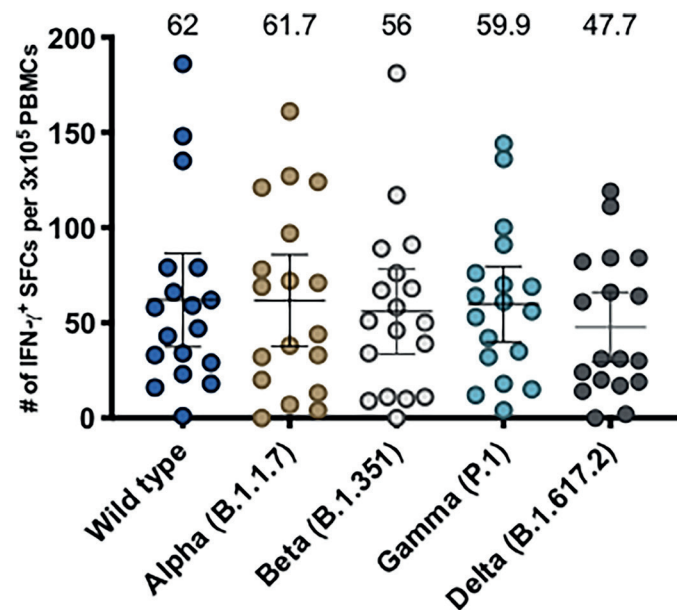 62 61.7 56 59.9 47.7
# of IFN-γ⁺ SFCs per 3x10⁵ PBMCs
200
150
100
50
0
Wild type
Alpha (B.1.1.7)
Beta (B.1.351)
Gamma (P.1)
Delta (B.1.617.2)